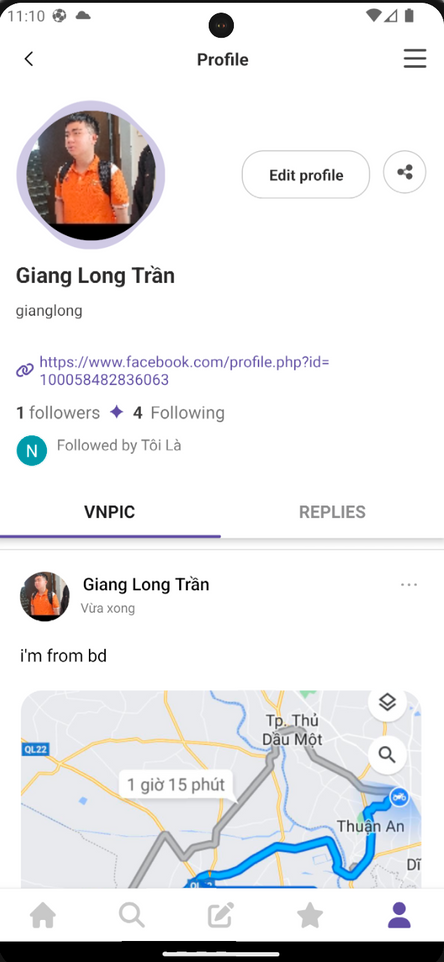 11:10
Profile
Edit profile
Giang Long Trần
gianglong
https://www.facebook.com/profile.php?id=
100058482836063
1 followers ✦ 4 Following
N
Followed by Tôi Là
VNPIC
REPLIES
Giang Long Trần
Vừa xong
i'm from bd
Tp. Thủ
Dầu Một
QL22
1 giờ 15 phút
Thuận An
Dĩ